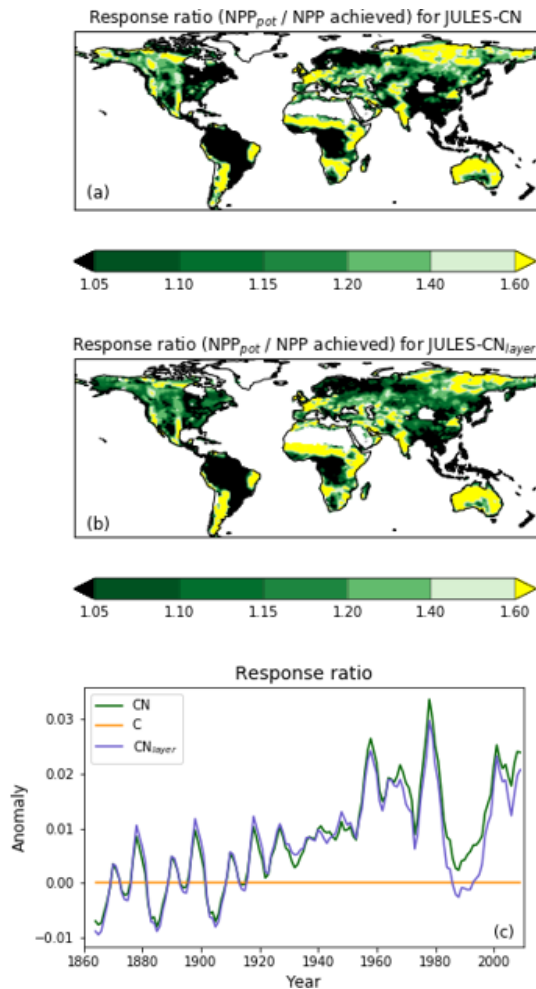 Response ratio (NPPpot / NPP achieved) for JULES-CN
(a)
1.05 1.10 1.15 1.20 1.40 1.60
Response ratio (NPPpot / NPP achieved) for JULES-CNlayer
(b)
1.05 1.10 1.15 1.20 1.40 1.60
Response ratio
CN
C
CNlayer
Anomaly
0.03
0.02
0.01
0.00
−0.01
(c)
1860 1880 1900 1920 1940 1960 1980 2000
Year